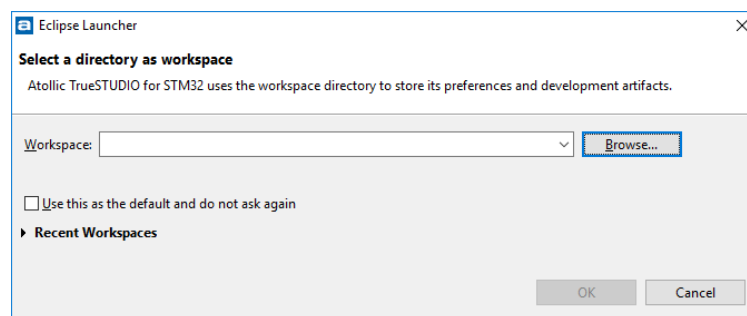 Eclipse Launcher
Select a directory as workspace
Atollic TrueSTUDIO for STM32 uses the workspace directory to store its preferences and development artifacts.
Workspace: Browse...
Use this as the default and do not ask again
Recent Workspaces
OK Cancel